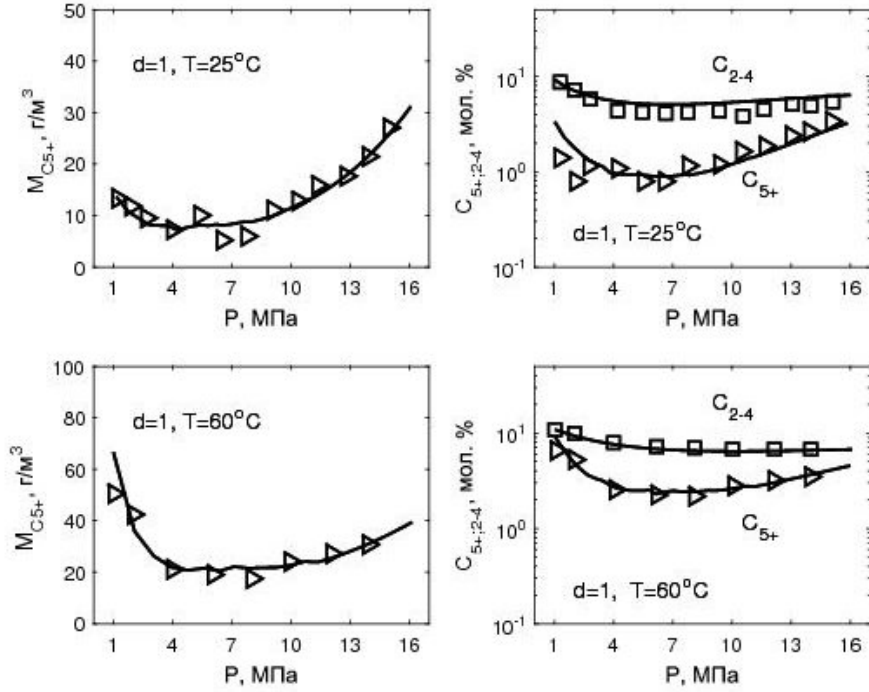 50
40
30
20
10
0
M_C5+, г/м³
d=1, T=25°C
1 4 7 10 13 16
P, МПа
10¹
10⁰
10⁻¹
C_5+;2-4, мол. %
C_2-4
C_5+
d=1, T=25°C
1 4 7 10 13 16
P, МПа
100
80
60
40
20
0
M_C5+, г/м³
d=1, T=60°C
1 4 7 10 13 16
P, МПа
10¹
10⁰
10⁻¹
C_5+;2-4, мол. %
C_2-4
C_5+
d=1, T=60°C
1 4 7 10 13 16
P, МПа